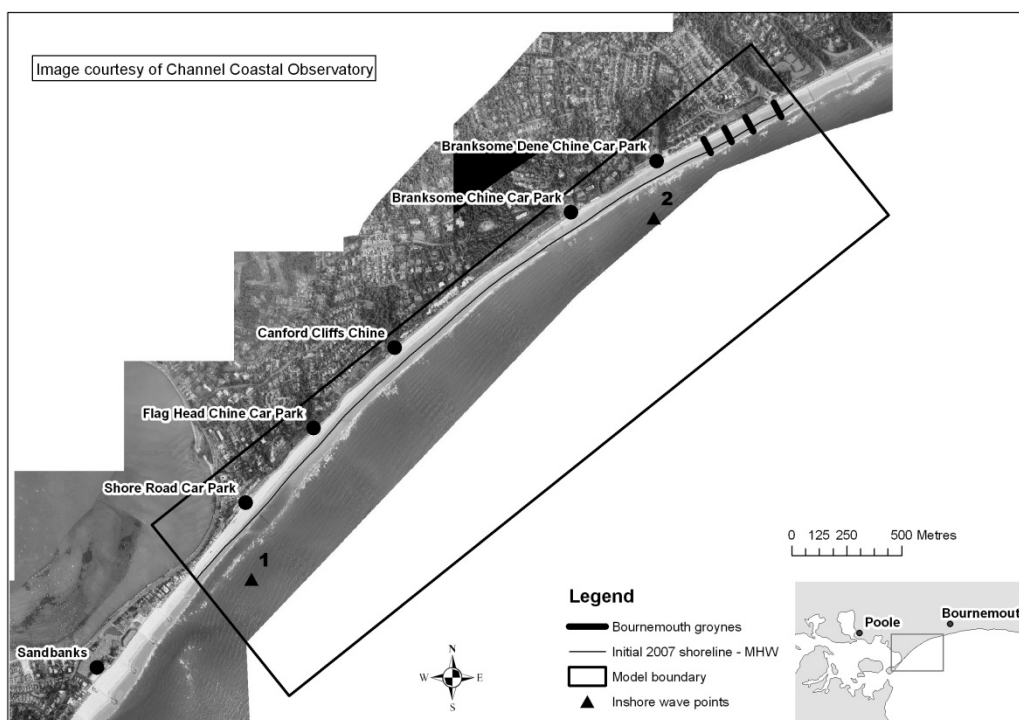 Image courtesy of Channel Coastal Observatory
Branksome Dene Chine Car Park
Branksome Chine Car Park
2
Canford Cliffs Chine
Flag Head Chine Car Park
Shore Road Car Park
1
Sandbanks
0 125 250 500 Metres
Legend
Bournemouth groynes
Initial 2007 shoreline - MHW
Model boundary
Inshore wave points
N
W E
S
Poole
Bournemout